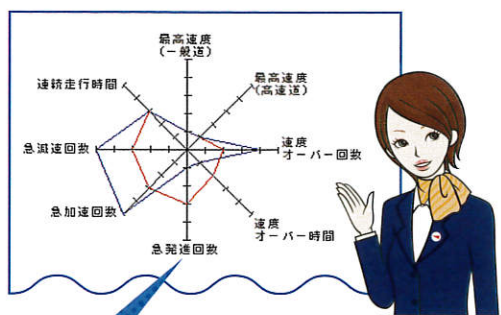 最高速度
(一般道)
最高速度
(高速道)
速度
オーバー回数
速度
オーバー時間
急発進回数
急加速回数
急減速回数
連続走行時間